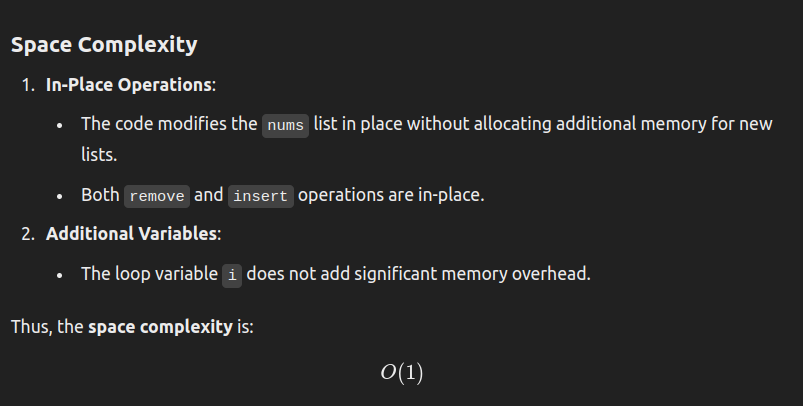 Space Complexity
1. In-Place Operations:
• The code modifies the nums list in place without allocating additional memory for new
lists.
• Both remove and insert operations are in-place.
2. Additional Variables:
• The loop variable i does not add significant memory overhead.
Thus, the space complexity is:
O(1)